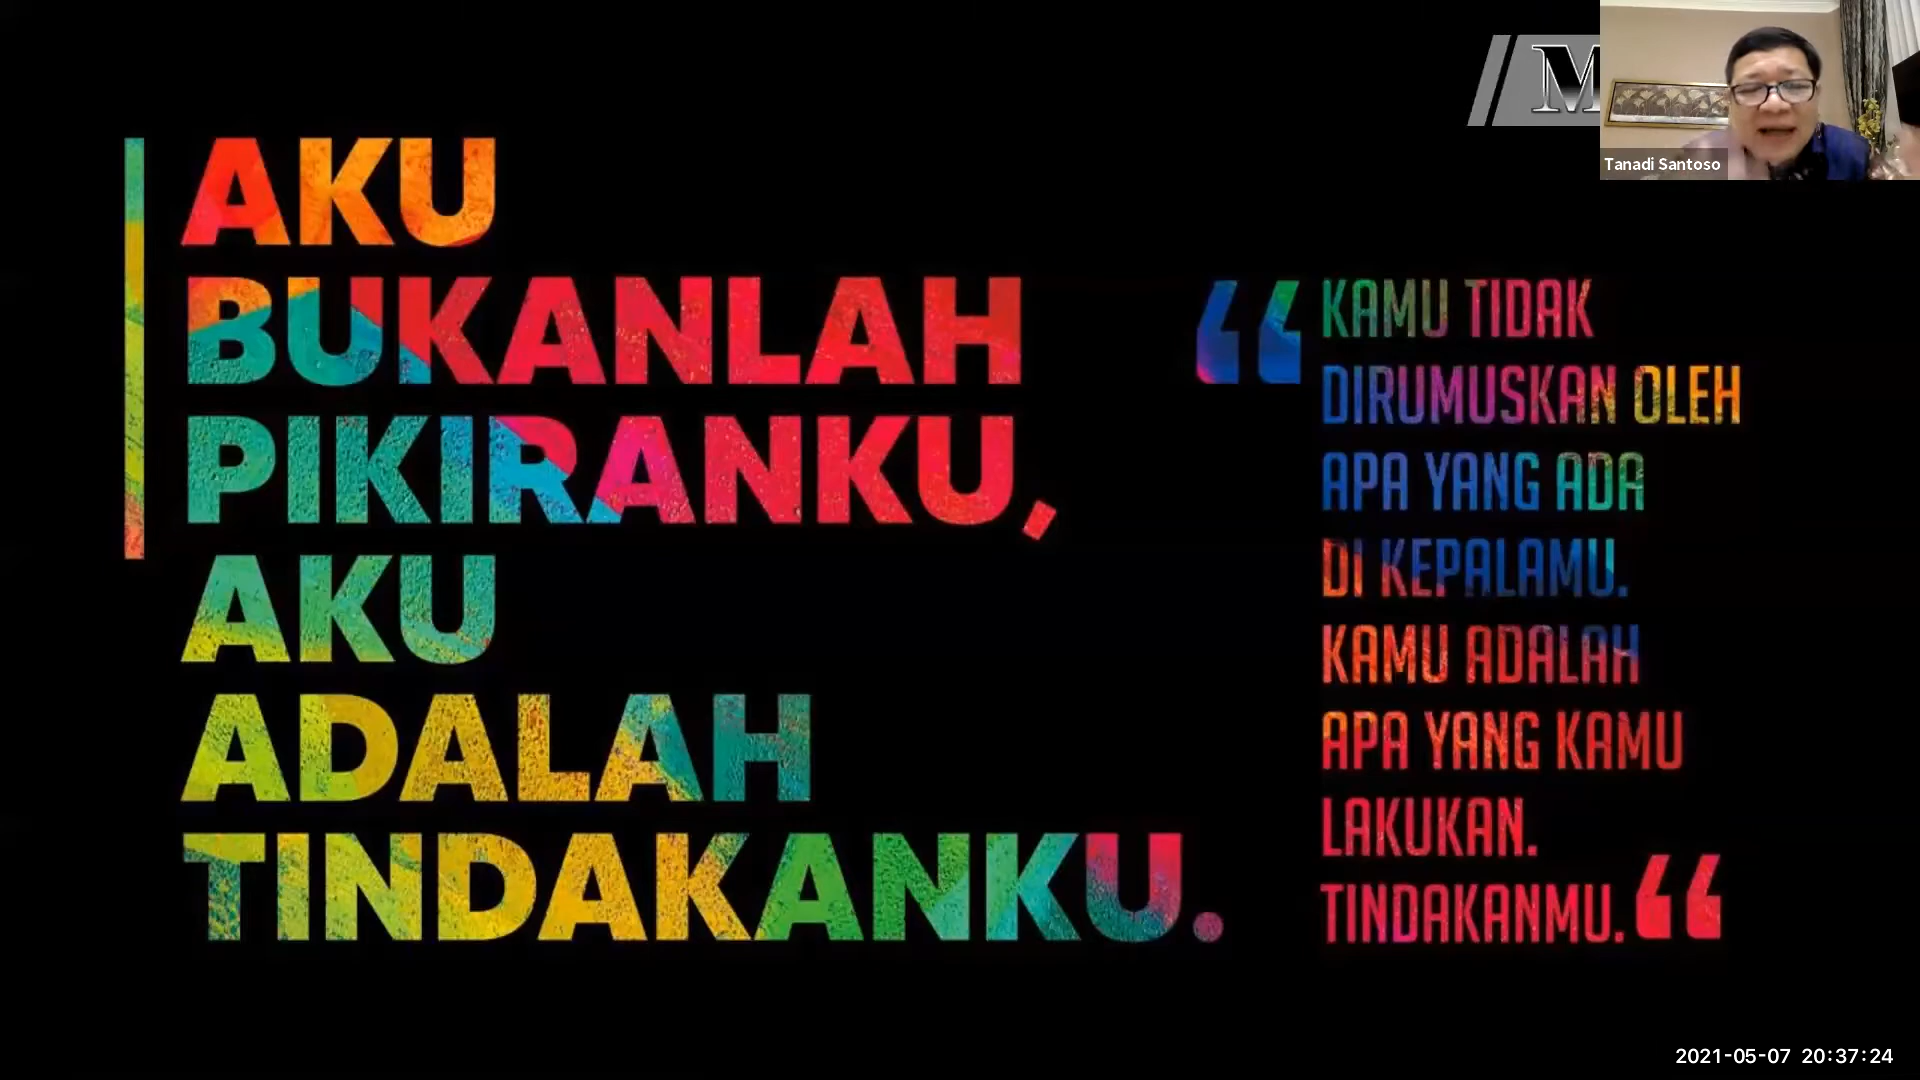 AKU
BUKANLAH
PIKIRANKU,
AKU
ADALAH
TINDAKANKU.
KAMU TIDAK
DIRUMUSKAN OLEH
APA YANG ADA
DI KEPALAMU.
KAMU ADALAH
APA YANG KAMU
LAKUKAN.
TINDAKANMU.
M
Tanadi Santoso
2021-05-07 20:37:24